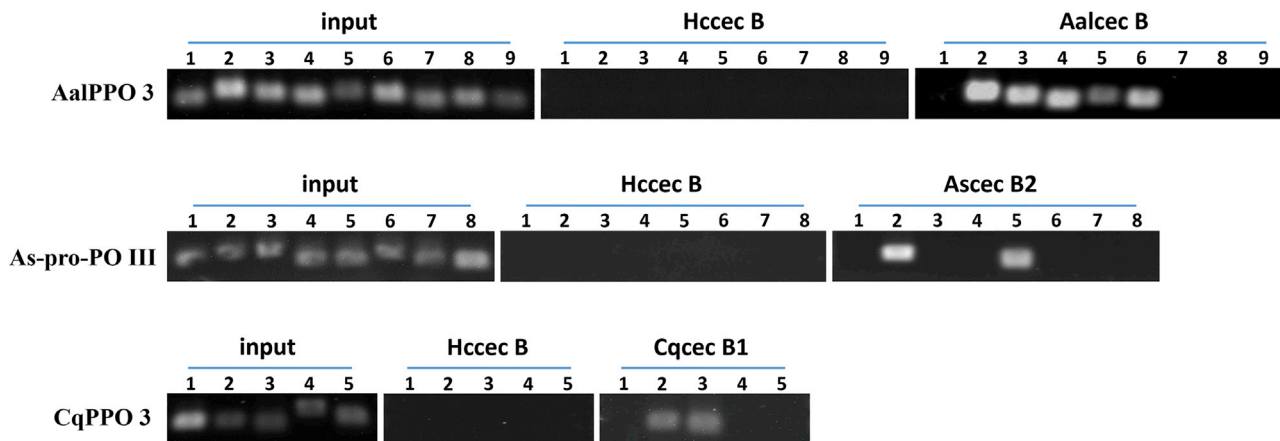 input Hccec B Aalcec B
1 2 3 4 5 6 7 8 9 1 2 3 4 5 6 7 8 9 1 2 3 4 5 6 7 8 9
AalPPO 3
input Hccec B Ascec B2
1 2 3 4 5 6 7 8 1 2 3 4 5 6 7 8 1 2 3 4 5 6 7 8
As-pro-PO III
input Hccec B Cqcec B1
1 2 3 4 5 1 2 3 4 5 1 2 3 4 5
CqPPO 3